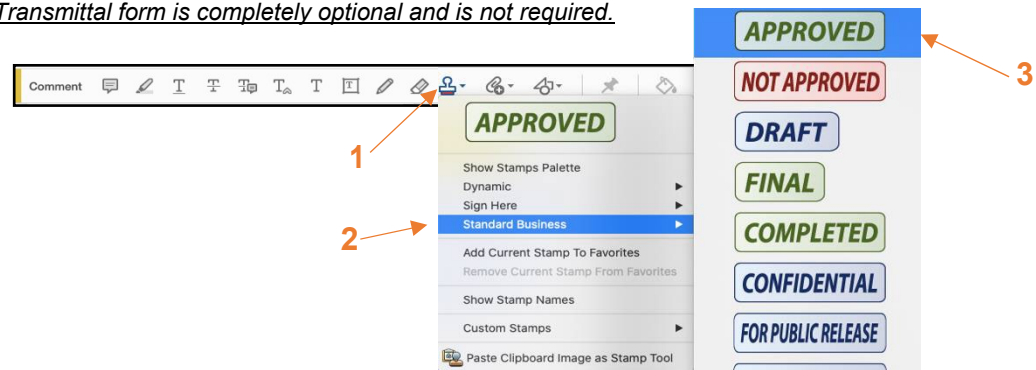 Transmittal form is completely optional and is not required.
Comment
1
APPROVED
Show Stamps Palette
Dynamic
Sign Here
2
Standard Business
Add Current Stamp To Favorites
Remove Current Stamp From Favorites
Show Stamp Names
Custom Stamps
Paste Clipboard Image as Stamp Tool
APPROVED
3
NOT APPROVED
DRAFT
FINAL
COMPLETED
CONFIDENTIAL
FOR PUBLIC RELEASE